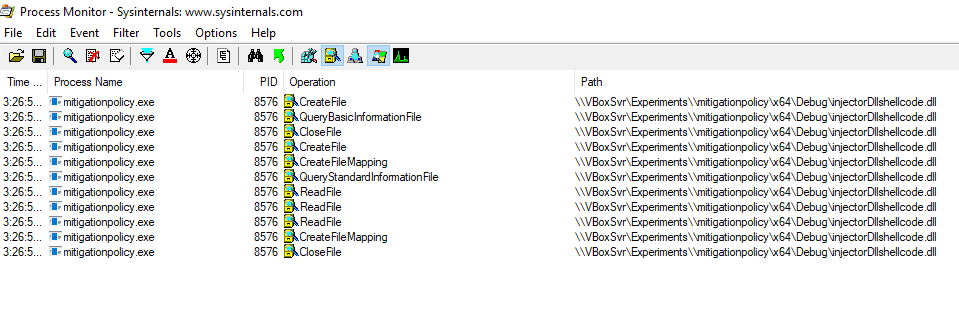 Process Monitor - Sysinternals: www.sysinternals.com
File Edit Event Filter Tools Options Help
Time ... Process Name PID Operation Path
3:26:5... mitigationpolicy.exe 8576 CreateFile \\VBoxSvr\Experiments\\mitigationpolicy\x64\Debug\injectorDllshellcode.dll
3:26:5... mitigationpolicy.exe 8576 QueryBasicInformationFile \\VBoxSvr\Experiments\\mitigationpolicy\x64\Debug\injectorDllshellcode.dll
3:26:5... mitigationpolicy.exe 8576 CloseFile \\VBoxSvr\Experiments\\mitigationpolicy\x64\Debug\injectorDllshellcode.dll
3:26:5... mitigationpolicy.exe 8576 CreateFile \\VBoxSvr\Experiments\\mitigationpolicy\x64\Debug\injectorDllshellcode.dll
3:26:5... mitigationpolicy.exe 8576 CreateFileMapping \\VBoxSvr\Experiments\\mitigationpolicy\x64\Debug\injectorDllshellcode.dll
3:26:5... mitigationpolicy.exe 8576 QueryStandardInformationFile \\VBoxSvr\Experiments\\mitigationpolicy\x64\Debug\injectorDllshellcode.dll
3:26:5... mitigationpolicy.exe 8576 ReadFile \\VBoxSvr\Experiments\\mitigationpolicy\x64\Debug\injectorDllshellcode.dll
3:26:5... mitigationpolicy.exe 8576 ReadFile \\VBoxSvr\Experiments\\mitigationpolicy\x64\Debug\injectorDllshellcode.dll
3:26:5... mitigationpolicy.exe 8576 ReadFile \\VBoxSvr\Experiments\\mitigationpolicy\x64\Debug\injectorDllshellcode.dll
3:26:5... mitigationpolicy.exe 8576 CreateFileMapping \\VBoxSvr\Experiments\\mitigationpolicy\x64\Debug\injectorDllshellcode.dll
3:26:5... mitigationpolicy.exe 8576 CloseFile \\VBoxSvr\Experiments\\mitigationpolicy\x64\Debug\injectorDllshellcode.dll